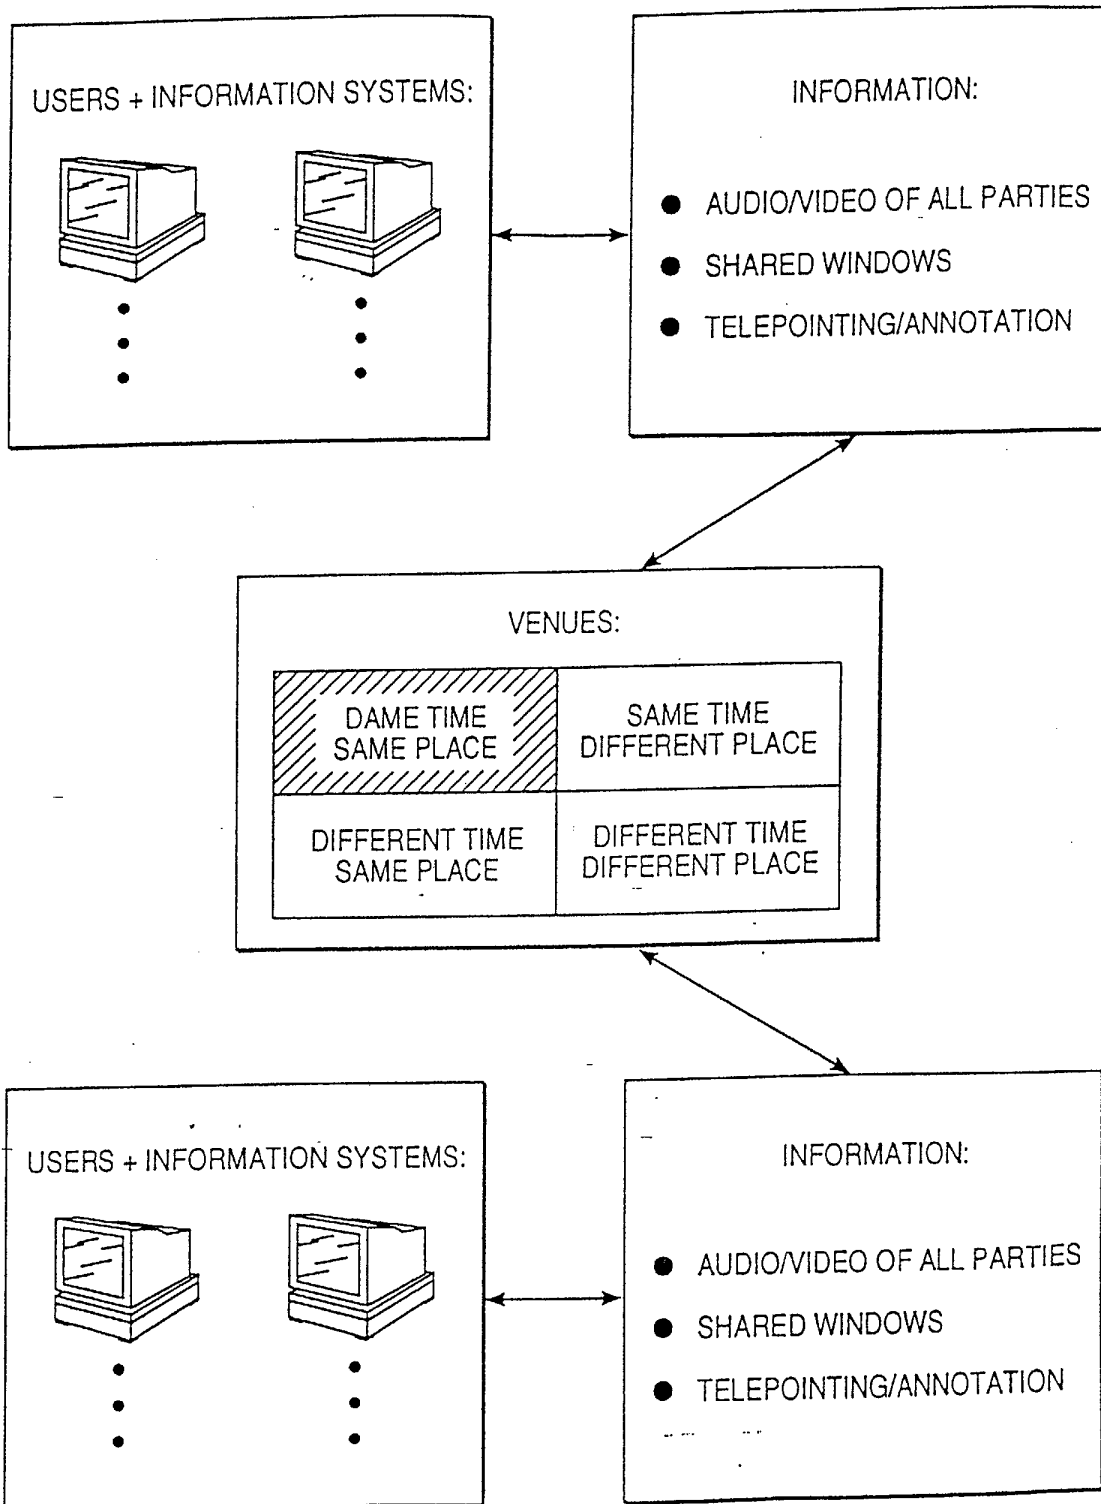 USERS + INFORMATION SYSTEMS:
INFORMATION:
● AUDIO/VIDEO OF ALL PARTIES
● SHARED WINDOWS
● TELEPOINTING/ANNOTATION
VENUES:
DAME TIME
SAME PLACE
SAME TIME
DIFFERENT PLACE
DIFFERENT TIME
SAME PLACE
DIFFERENT TIME
DIFFERENT PLACE
USERS + INFORMATION SYSTEMS:
INFORMATION:
● AUDIO/VIDEO OF ALL PARTIES
● SHARED WINDOWS
● TELEPOINTING/ANNOTATION